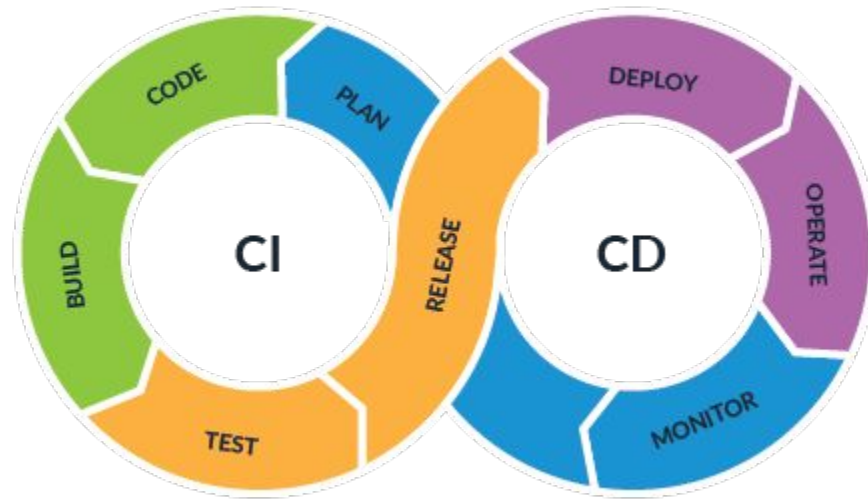 PLAN
CODE
BUILD
TEST
RELEASE
DEPLOY
OPERATE
MONITOR
CI
CD